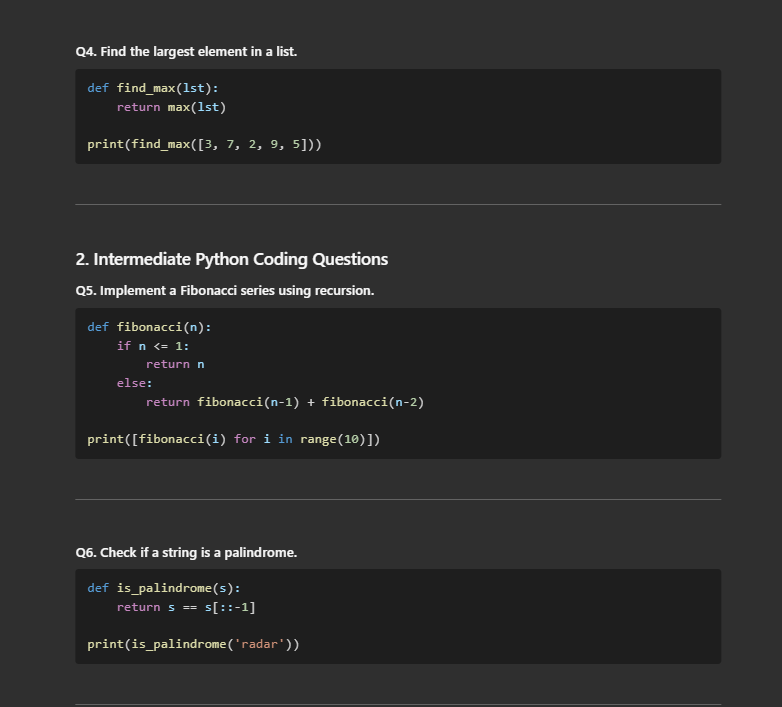 Q4. Find the largest element in a list.
def find_max(lst):
    return max(lst)

print(find_max([3, 7, 2, 9, 5]))
2. Intermediate Python Coding Questions
Q5. Implement a Fibonacci series using recursion.
def fibonacci(n):
    if n <= 1:
        return n
    else:
        return fibonacci(n-1) + fibonacci(n-2)

print([fibonacci(i) for i in range(10)])
Q6. Check if a string is a palindrome.
def is_palindrome(s):
    return s == s[::-1]

print(is_palindrome('radar'))